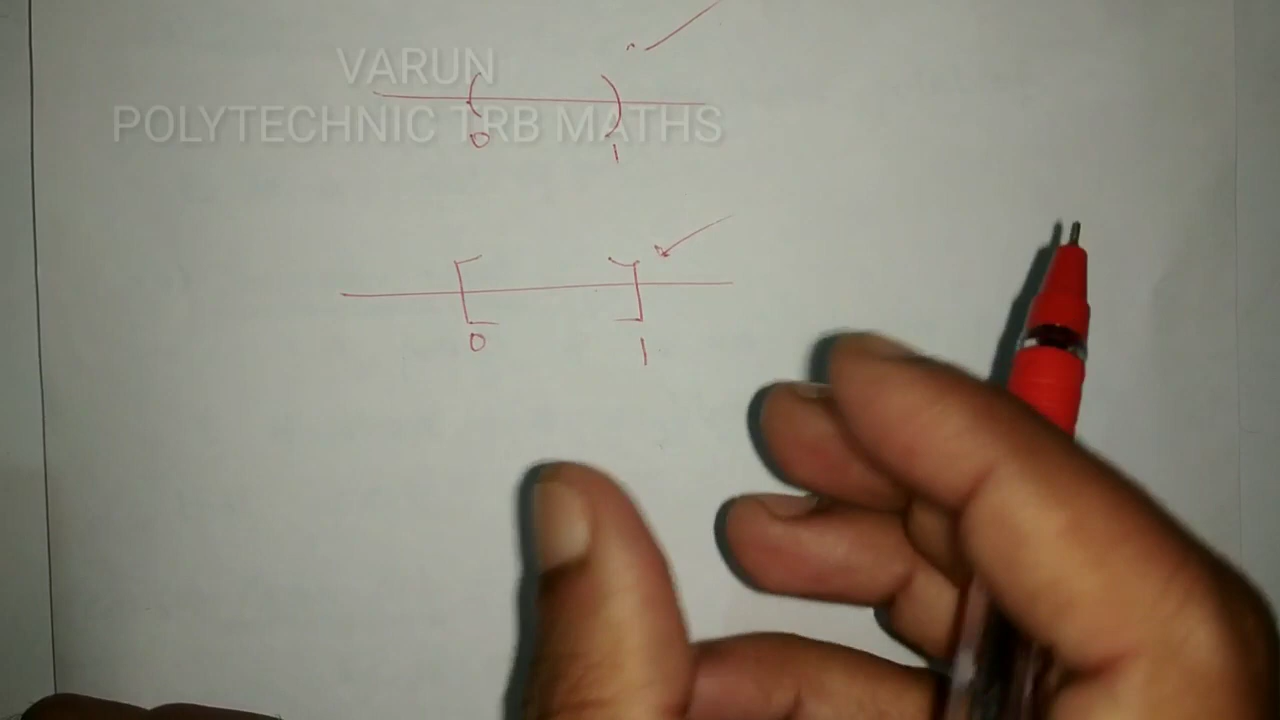 VARUN
POLYTECHNIC TRB MATHS
( )
0 1
[ ]
0 1